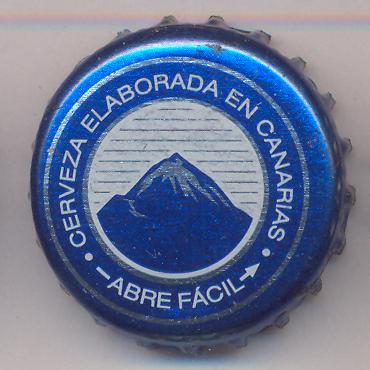 • CERVEZA ELABORADA EN CANARIAS •
ABRE FÁCIL